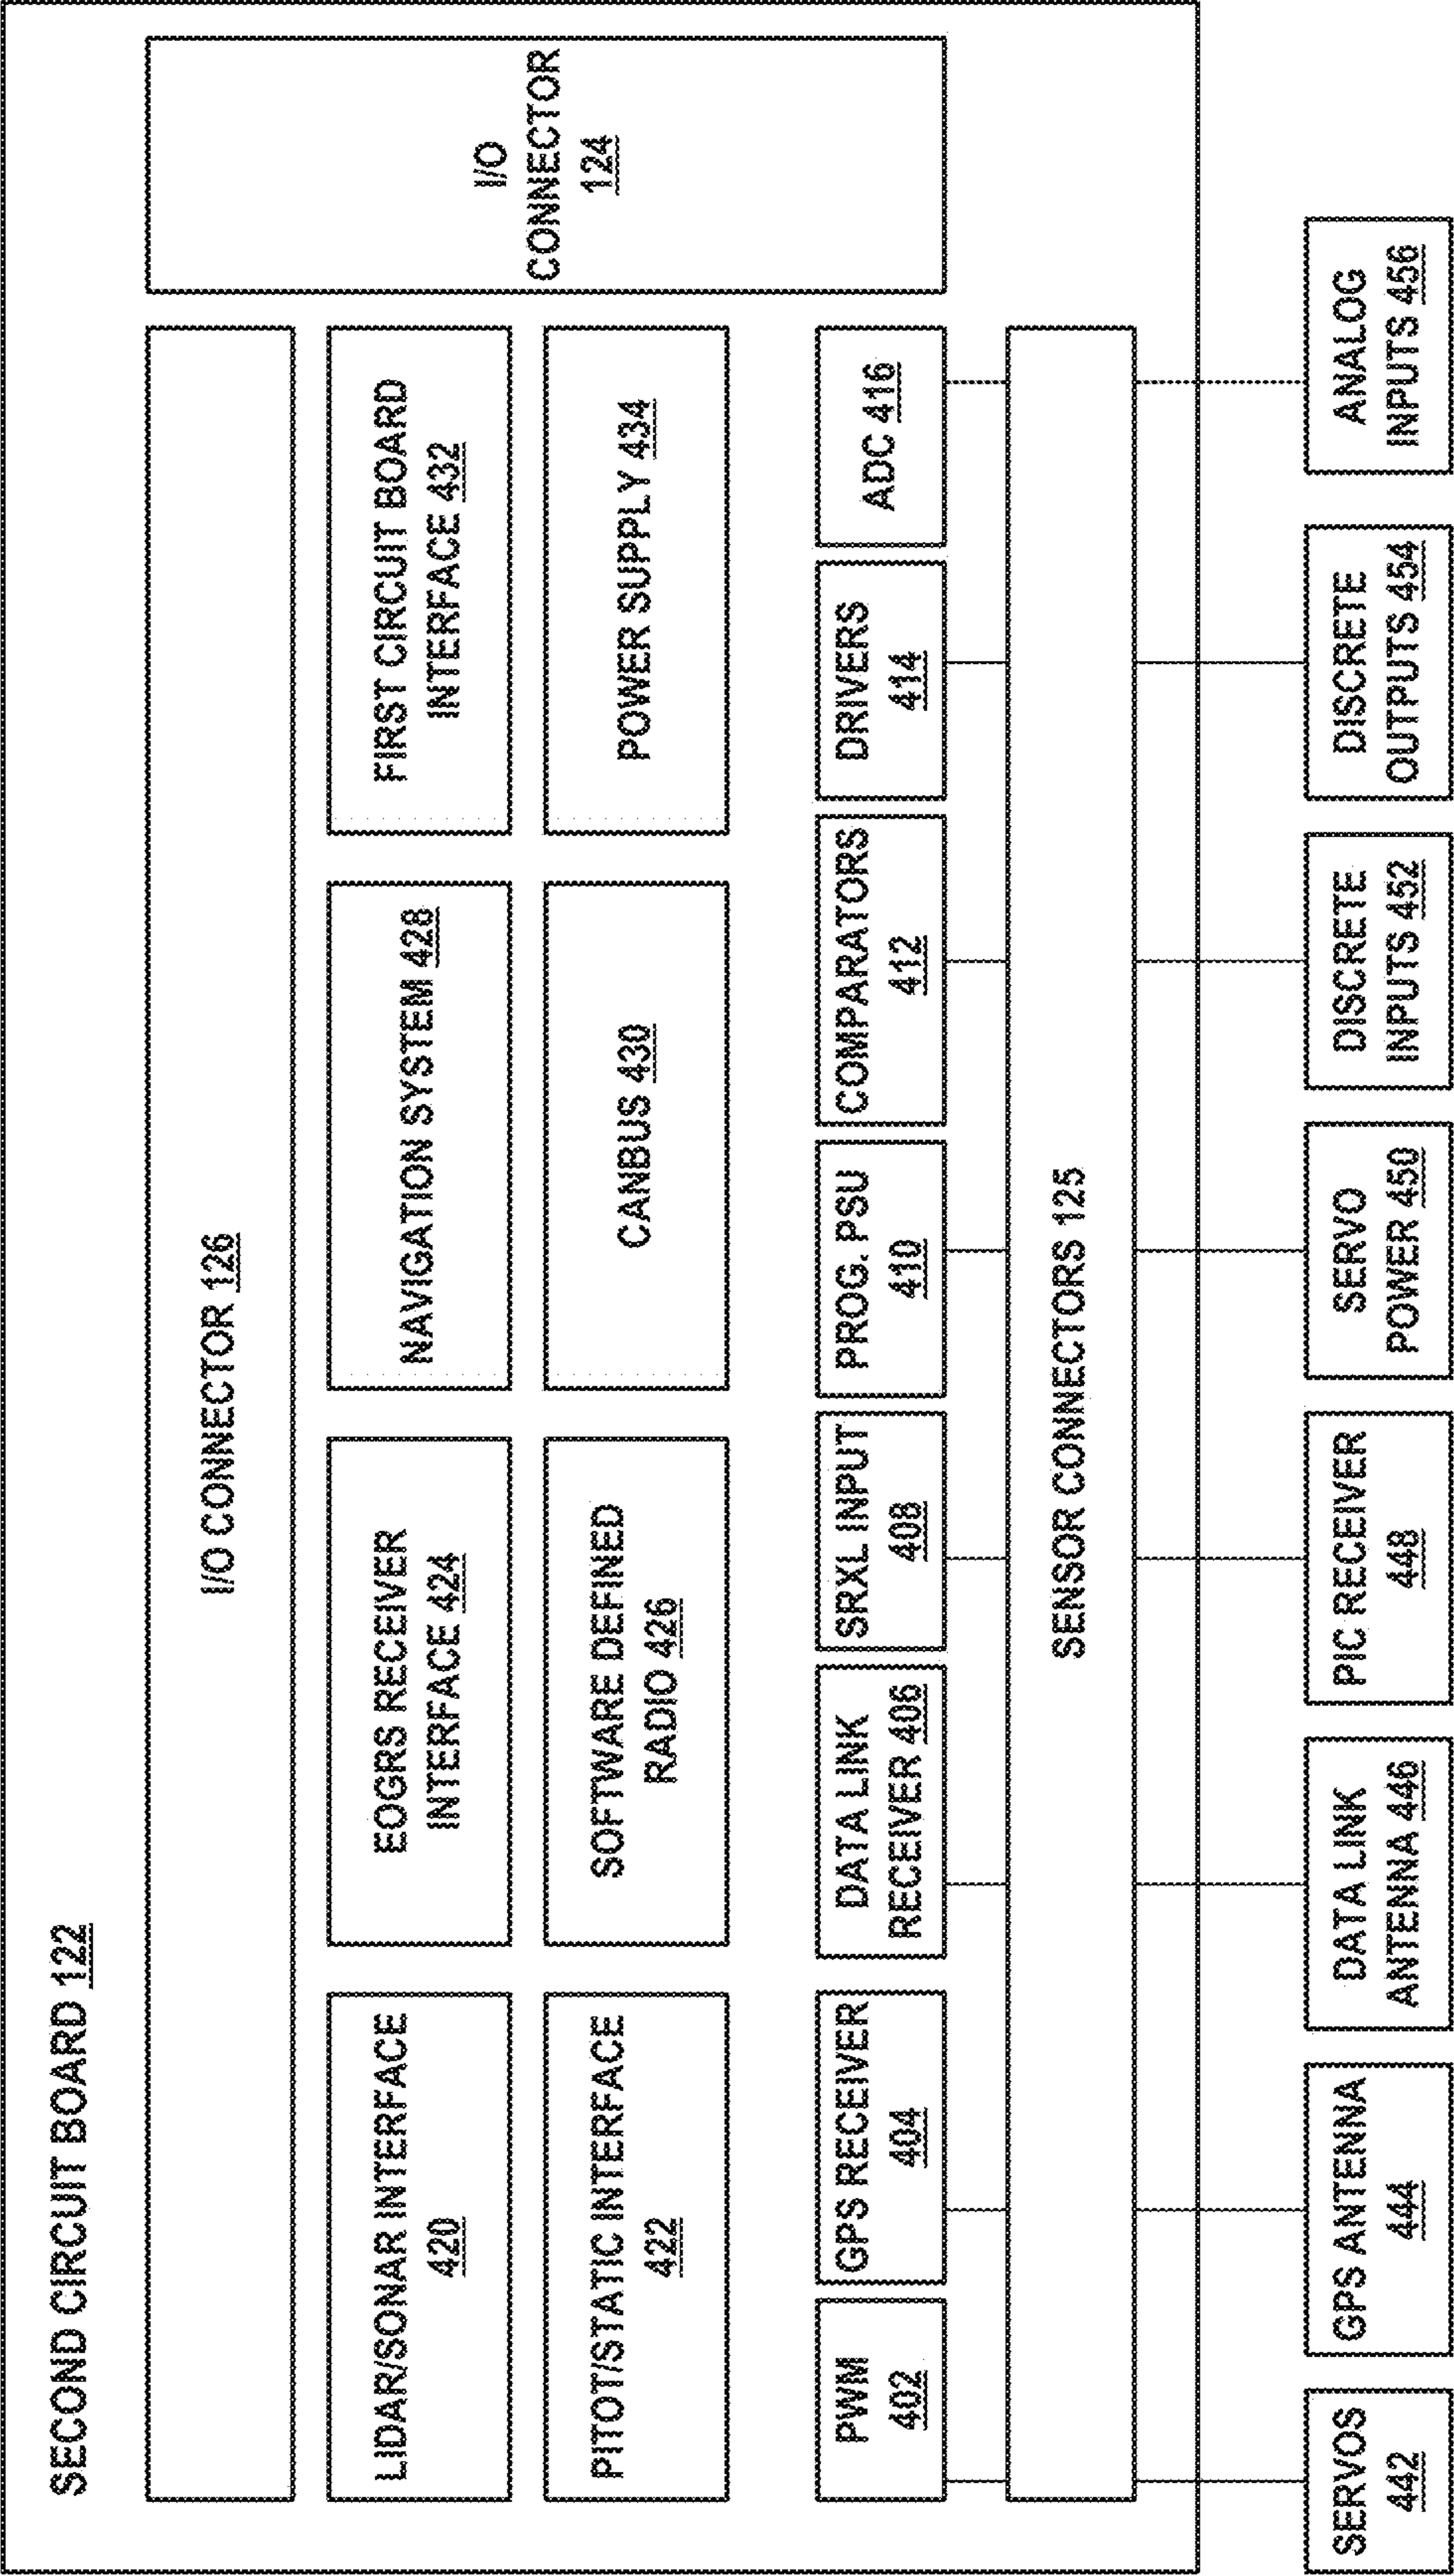 SECOND CIRCUIT BOARD 122
I/O CONNECTOR 126
I/O
CONNECTOR
124
LIDAR/SONAR INTERFACE
420
EOGRS RECEIVER
INTERFACE 424
NAVIGATION SYSTEM 428
FIRST CIRCUIT BOARD
INTERFACE 432
PITOT/STATIC INTERFACE
422
SOFTWARE DEFINED
RADIO 426
CANBUS 430
POWER SUPPLY 434
PWM
402
GPS RECEIVER
404
DATA LINK
RECEIVER 406
SRXL INPUT
408
PROG. PSU
410
COMPARATORS
412
DRIVERS
414
ADC 416
SENSOR CONNECTORS 125
SERVOS
442
GPS ANTENNA
444
DATA LINK
ANTENNA 446
PIC RECEIVER
448
SERVO
POWER 450
DISCRETE
INPUTS 452
DISCRETE
OUTPUTS 454
ANALOG
INPUTS 456